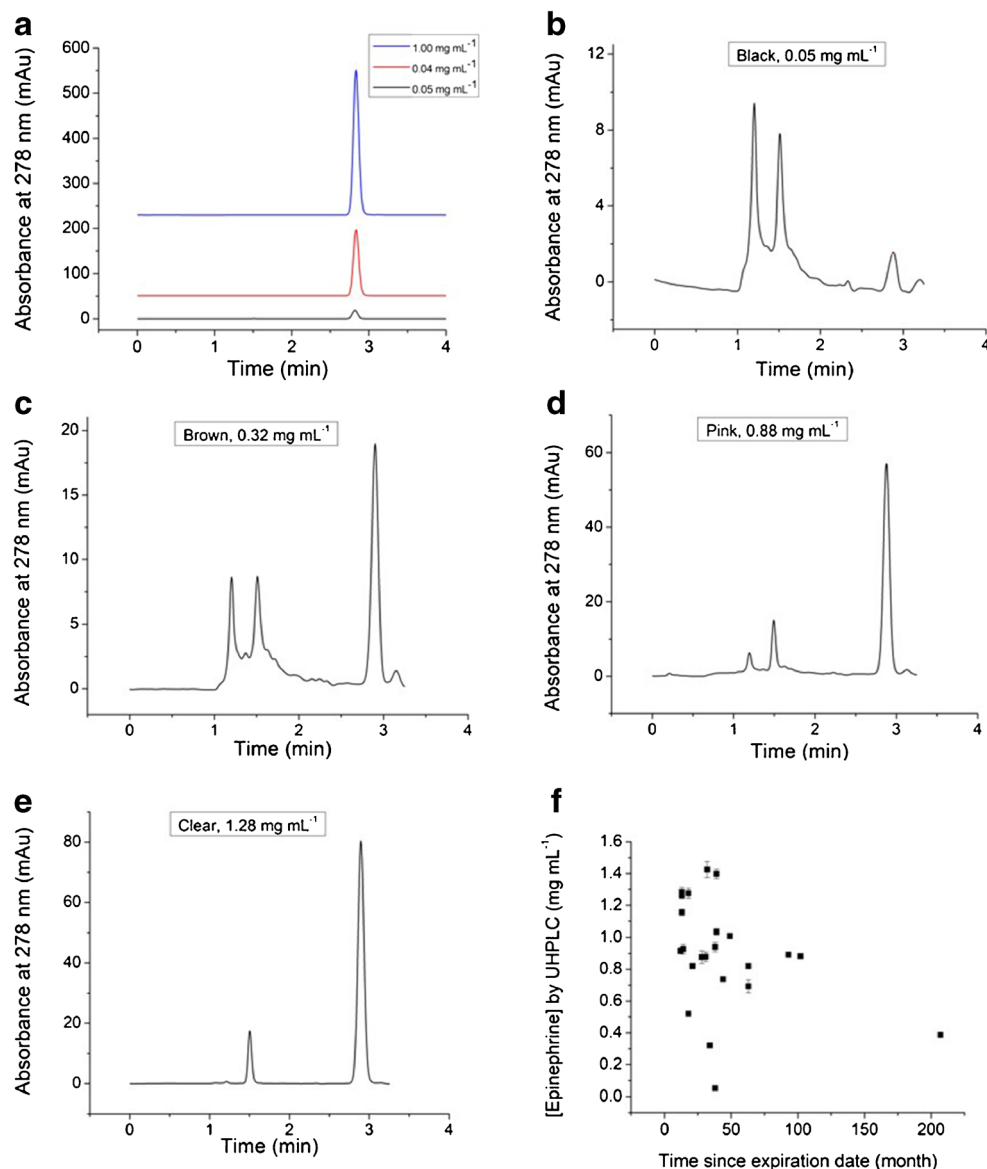 a
1.00 mg mL⁻¹
0.04 mg mL⁻¹
0.05 mg mL⁻¹
600
500
400
300
200
100
0
0 1 2 3 4
Absorbance at 278 nm (mAu)
Time (min)
b
Black, 0.05 mg mL⁻¹
12
8
4
0
0 1 2 3 4
Absorbance at 278 nm (mAu)
Time (min)
c
Brown, 0.32 mg mL⁻¹
20
15
10
5
0
0 1 2 3 4
Absorbance at 278 nm (mAu)
Time (min)
d
Pink, 0.88 mg mL⁻¹
60
40
20
0
0 1 2 3 4
Absorbance at 278 nm (mAu)
Time (min)
e
Clear, 1.28 mg mL⁻¹
80
60
40
20
0
0 1 2 3 4
Absorbance at 278 nm (mAu)
Time (min)
f
1.6
1.4
1.2
1.0
0.8
0.6
0.4
0.2
0.0
0 50 100 150 200
[Epinephrine] by UHPLC (mg mL⁻¹)
Time since expiration date (month)